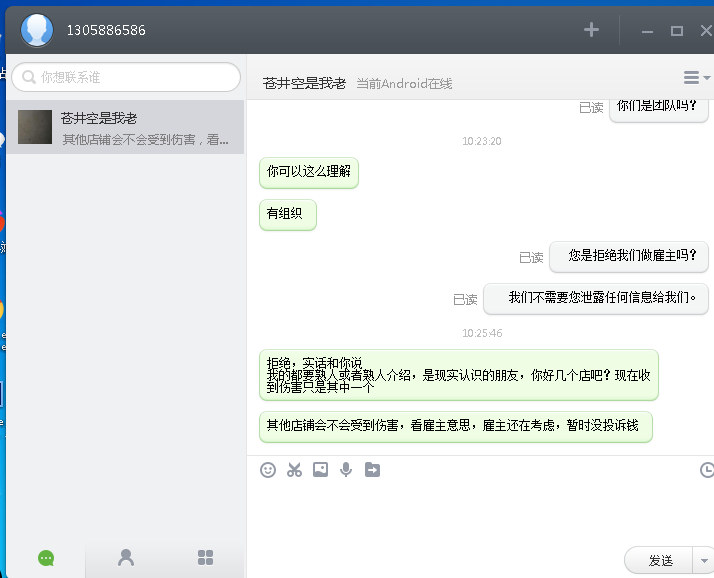 1305886586
你想联系谁
苍井空是我老
其他店铺会不会受到伤害，看...
苍井空是我老 当前Android在线
已读 你们是团队吗?
10:23:20
你可以这么理解
有组织
已读 您是拒绝我们做雇主吗?
已读 我们不需要您泄露任何信息给我们。
10:25:46
拒绝，实话和你说
我的都要熟人或者熟人介绍，是现实认识的朋友，你好几个店吧? 现在收
到伤害只是其中一个
其他店铺会不会受到伤害，看雇主意思，雇主还在考虑，暂时没投诉钱
发送